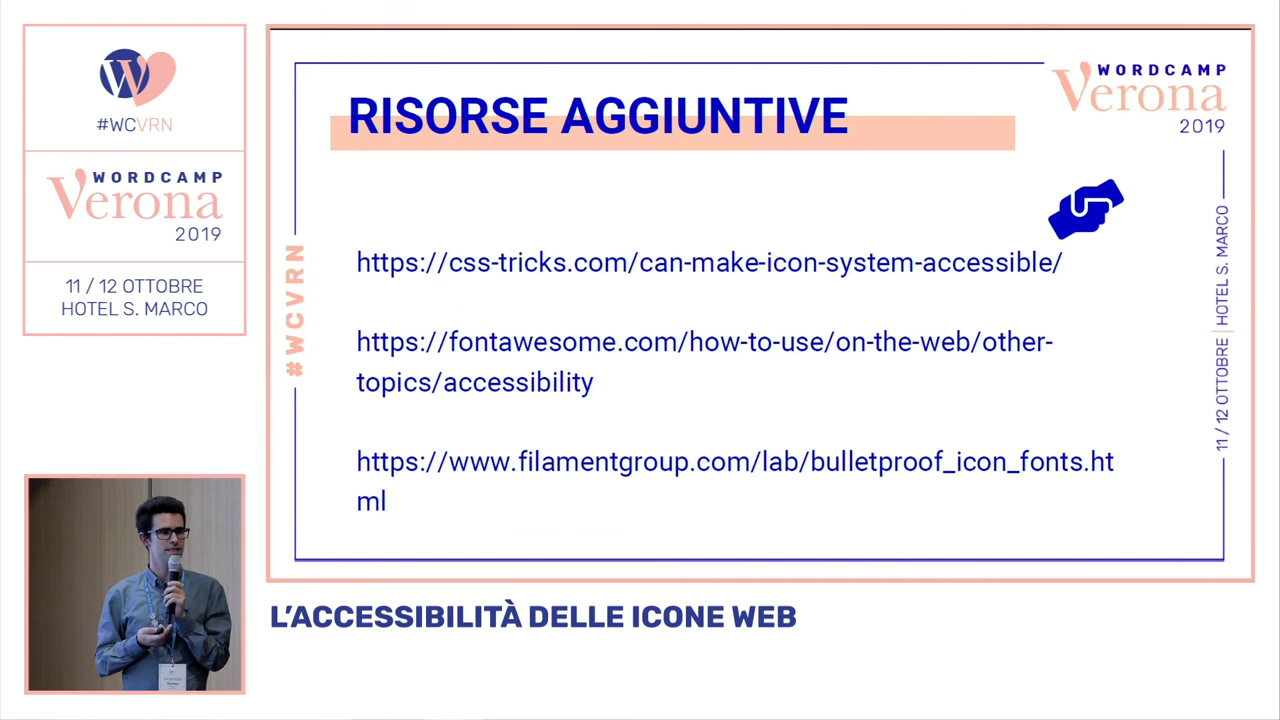 #WCVRN
WORDCAMP
Verona
2019
11 / 12 OTTOBRE
HOTEL S. MARCO
RISORSE AGGIUNTIVE
WORDCAMP
Verona
2019
#WCVRN
11 / 12 OTTOBRE | HOTEL S. MARCO
https://css-tricks.com/can-make-icon-system-accessible/
https://fontawesome.com/how-to-use/on-the-web/other-
topics/accessibility
https://www.filamentgroup.com/lab/bulletproof_icon_fonts.ht
ml
L'ACCESSIBILITÀ DELLE ICONE WEB